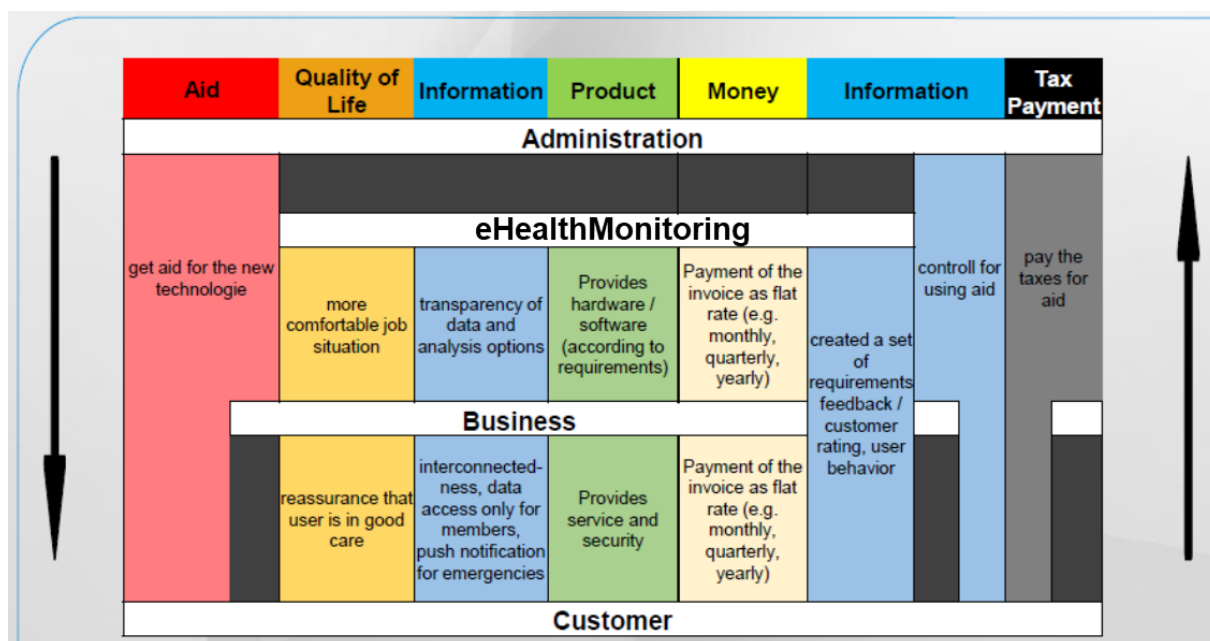 Aid
Quality of
Life
Information
Product
Money
Information
Tax
Payment
Administration
eHealthMonitoring
get aid for the new
technologie
more
comfortable job
situation
transparency of
data and
analysis options
Provides
hardware /
software
(according to
requirements)
Payment of the
invoice as flat
rate (e.g.
monthly,
quarterly,
yearly)
created a set
of
requirements
feedback /
customer
rating, user
behavior
controll for
using aid
pay the
taxes for
aid
Business
reassurance that
user is in good
care
interconnected-
ness, data
access only for
members,
push notification
for emergencies
Provides
service and
security
Payment of the
invoice as flat
rate (e.g.
monthly,
quarterly,
yearly)
Customer